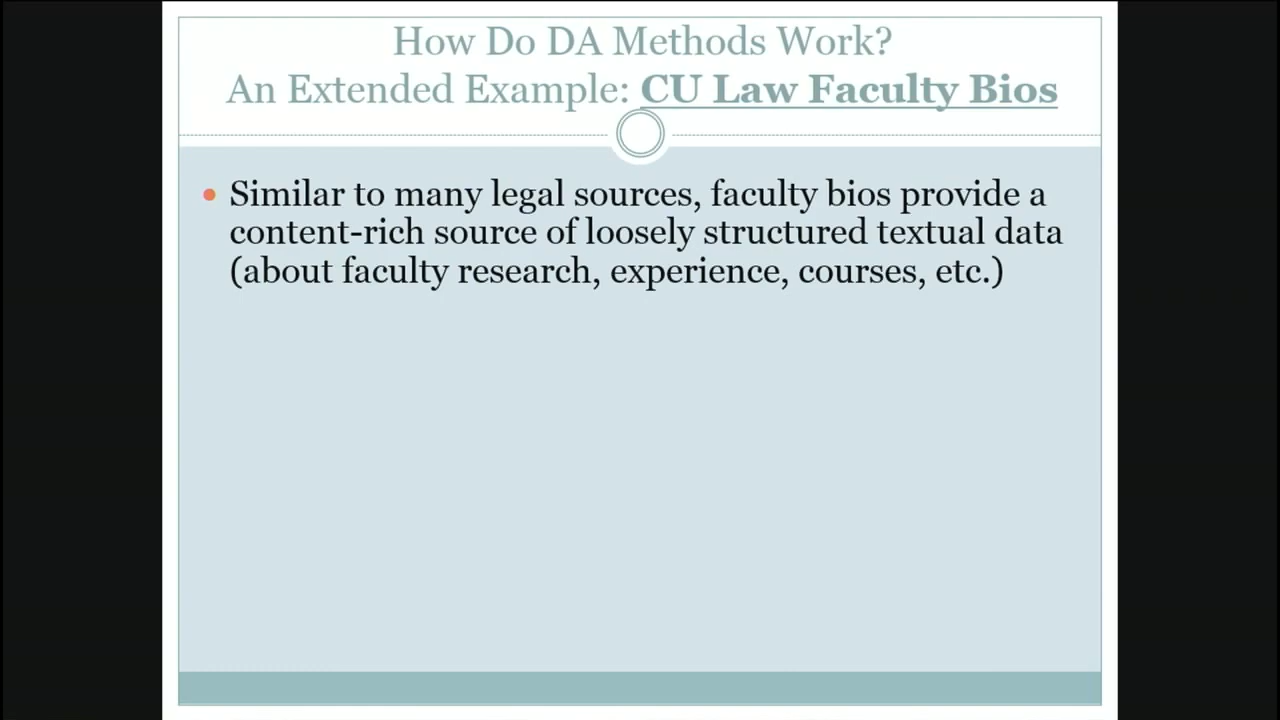 How Do DA Methods Work?
An Extended Example: CU Law Faculty Bios
• Similar to many legal sources, faculty bios provide a
content-rich source of loosely structured textual data
(about faculty research, experience, courses, etc.)